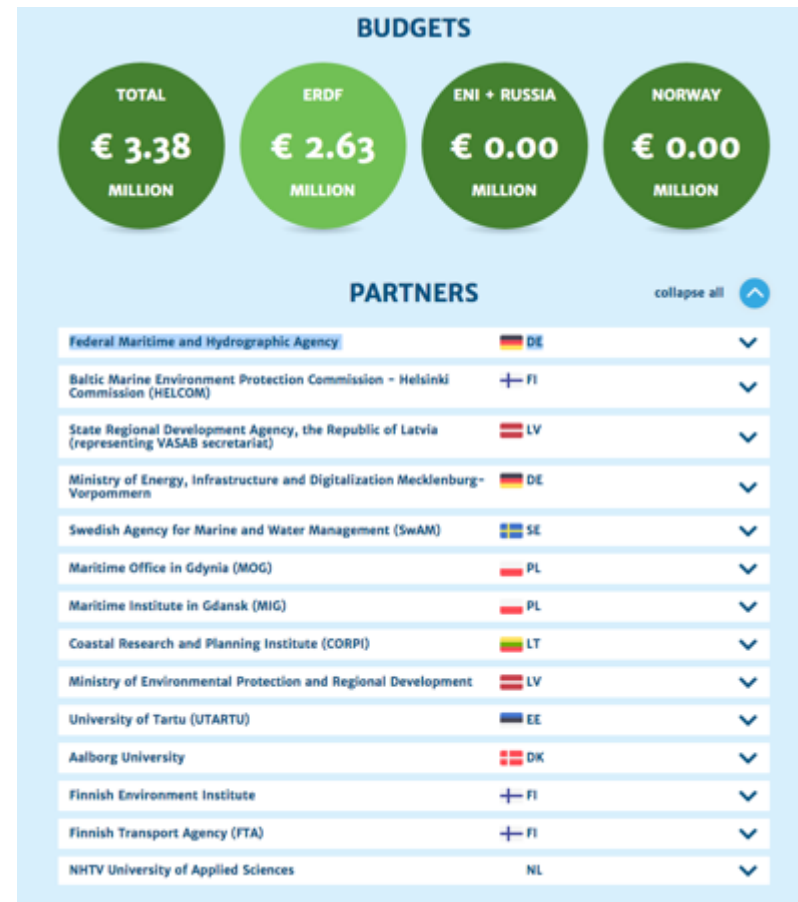 BUDGETS
TOTAL
€ 3.38
MILLION
ERDF
€ 2.63
MILLION
ENI + RUSSIA
€ 0.00
MILLION
NORWAY
€ 0.00
MILLION
PARTNERS
collapse all
Federal Maritime and Hydrographic Agency DE
Baltic Marine Environment Protection Commission - Helsinki FI
Commission (HELCOM)
State Regional Development Agency, the Republic of Latvia LV
(representing VASAB secretariat)
Ministry of Energy, Infrastructure and Digitalization Mecklenburg- DE
Vorpommern
Swedish Agency for Marine and Water Management (SwAM) SE
Maritime Office in Gdynia (MOG) PL
Maritime Institute in Gdansk (MIG) PL
Coastal Research and Planning Institute (CORPI) LT
Ministry of Environmental Protection and Regional Development LV
University of Tartu (UTARTU) EE
Aalborg University DK
Finnish Environment Institute FI
Finnish Transport Agency (FTA) FI
NHTV University of Applied Sciences NL